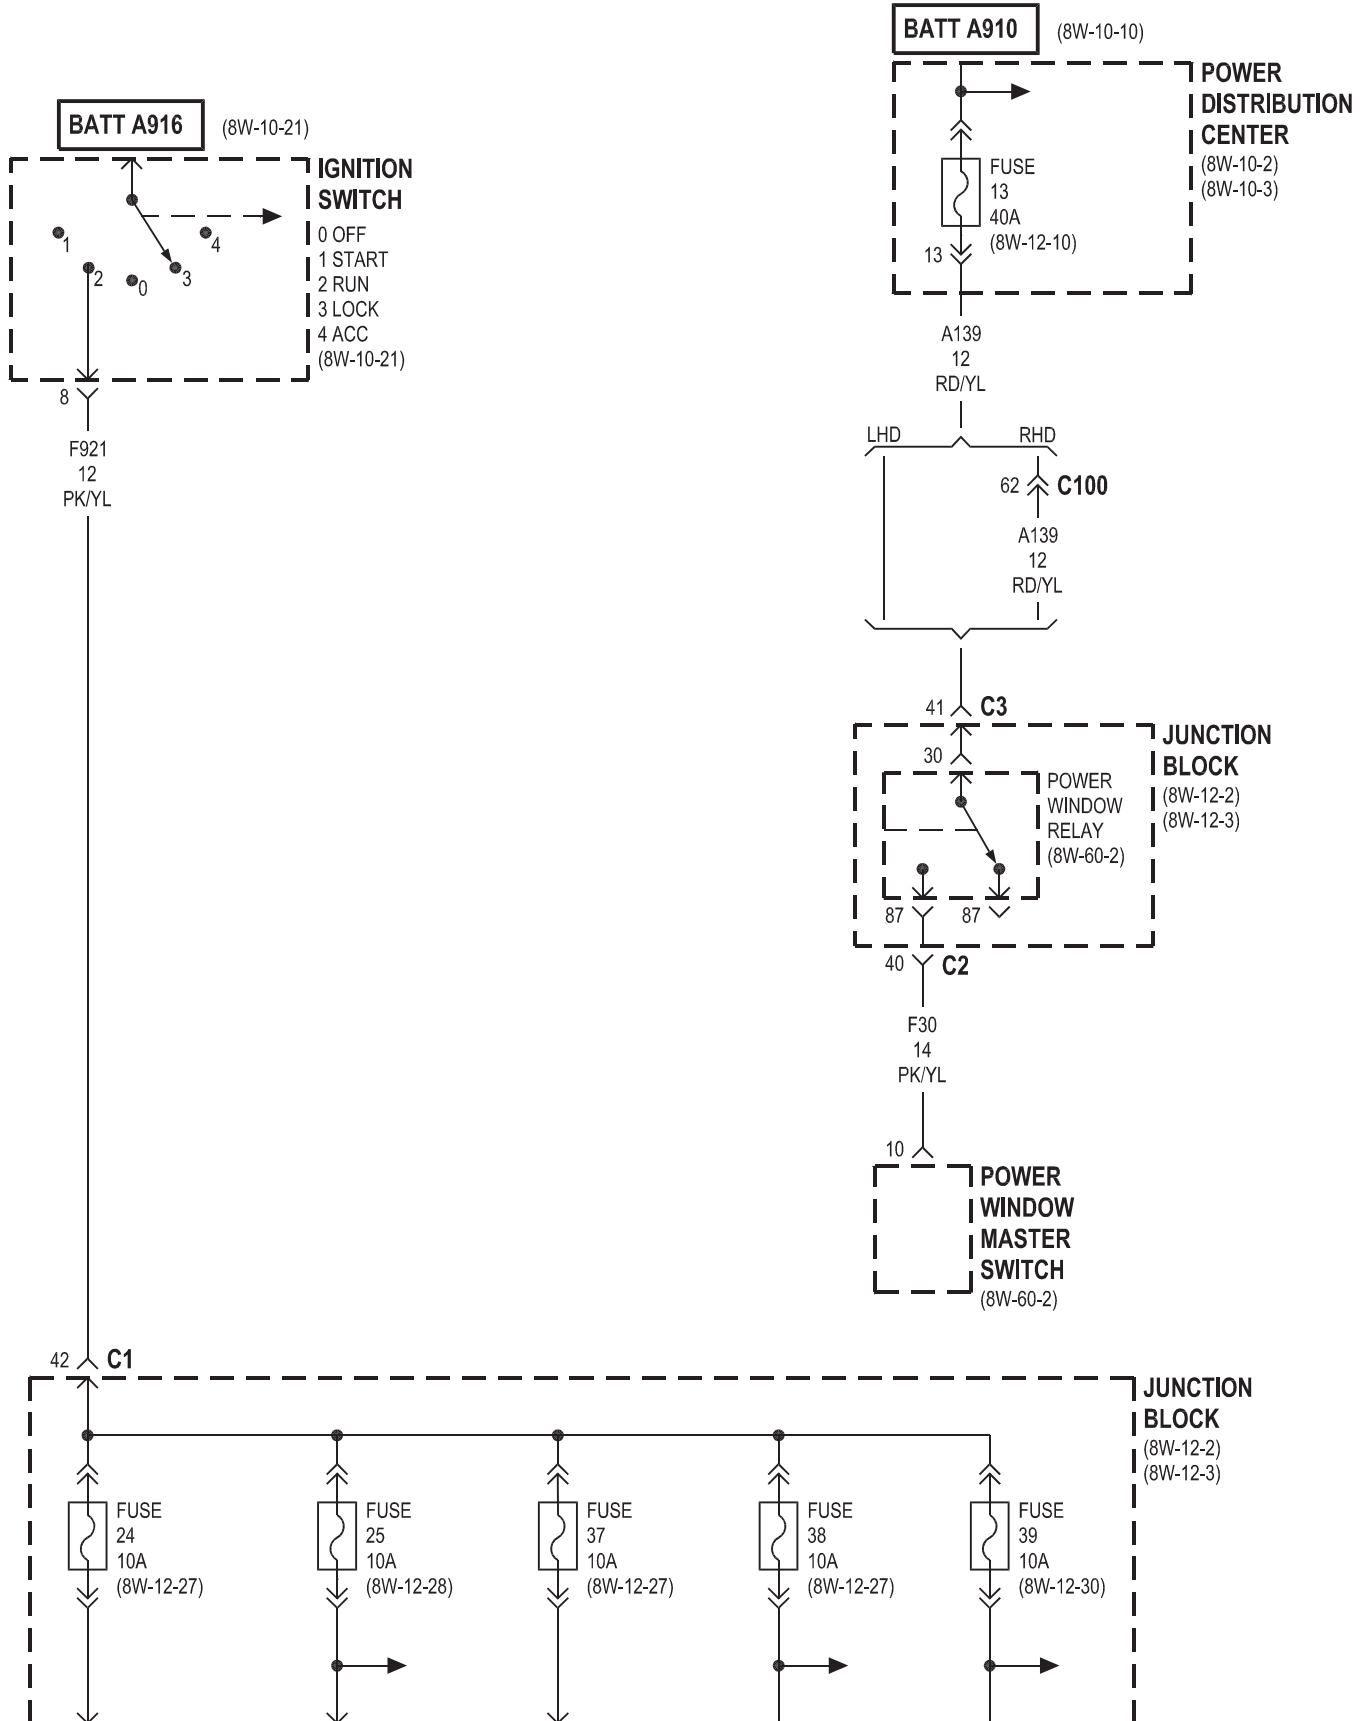 BATT A910 (8W-10-10)
POWER
DISTRIBUTION
CENTER
(8W-10-2)
(8W-10-3)
FUSE
13
40A
(8W-12-10)
13
BATT A916 (8W-10-21)
IGNITION
SWITCH
0 OFF
1 START
2 RUN
3 LOCK
4 ACC
(8W-10-21)
1
2
0
3
4
8
F921
12
PK/YL
A139
12
RD/YL
LHD
RHD
62 C100
A139
12
RD/YL
41 C3
JUNCTION
BLOCK
(8W-12-2)
(8W-12-3)
30
POWER
WINDOW
RELAY
(8W-60-2)
87
87
40 C2
F30
14
PK/YL
10
POWER
WINDOW
MASTER
SWITCH
(8W-60-2)
42 C1
JUNCTION
BLOCK
(8W-12-2)
(8W-12-3)
FUSE
24
10A
(8W-12-27)
FUSE
25
10A
(8W-12-28)
FUSE
37
10A
(8W-12-27)
FUSE
38
10A
(8W-12-27)
FUSE
39
10A
(8W-12-30)